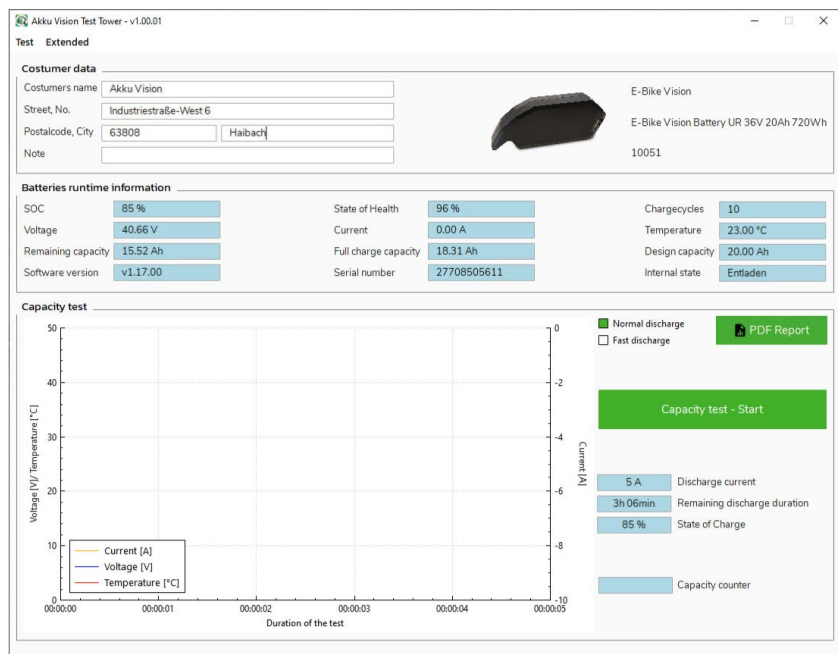 Akku Vision Test Tower - v1.00.01
Test Extended
Costumer data
Costumers name Akku Vision
Street, No. Industriestraße-West 6
Postalcode, City 63808 Haibach
Note
E-Bike Vision
E-Bike Vision Battery UR 36V 20Ah 720Wh
10051
Batteries runtime information
SOC 85 % State of Health 96 % Chargecycles 10
Voltage 40.66 V Current 0.00 A Temperature 23.00 °C
Remaining capacity 15.52 Ah Full charge capacity 18.31 Ah Design capacity 20.00 Ah
Software version v1.17.00 Serial number 27708505611 Internal state Entladen
Capacity test
50
40
30
20
10
0
Voltage [V]/ Temperature [°C]
0
-2
-4
-6
-8
-10
Current [A]
Current [A]
Voltage [V]
Temperature [°C]
00:00:00 00:00:01 00:00:02 00:00:03 00:00:04 00:00:05
Duration of the test
Normal discharge
Fast discharge
PDF Report
Capacity test - Start
5 A Discharge current
3h 06min Remaining discharge duration
85 % State of Charge
Capacity counter